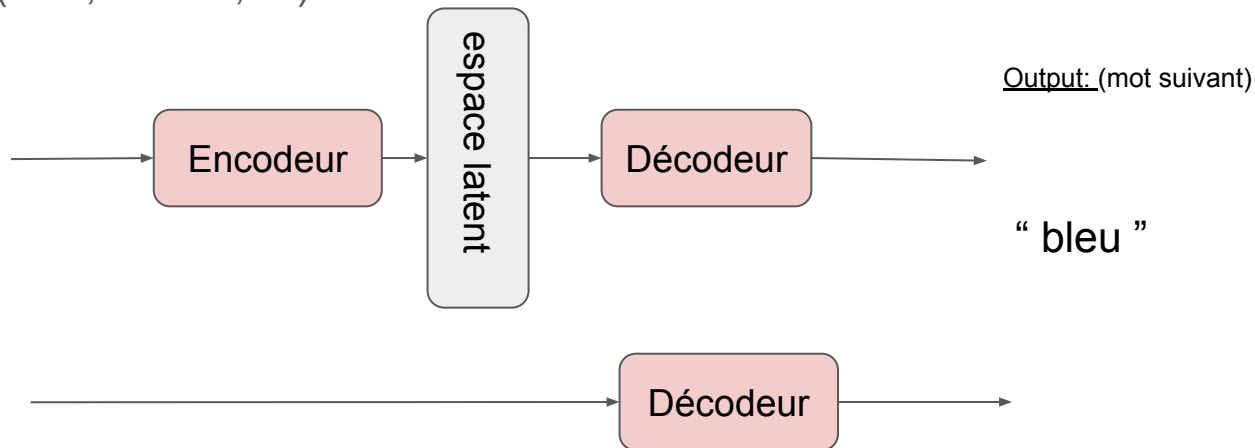 espace latent
Output: (mot suivant)
Encodeur
Décodeur
“ bleu ”
Décodeur